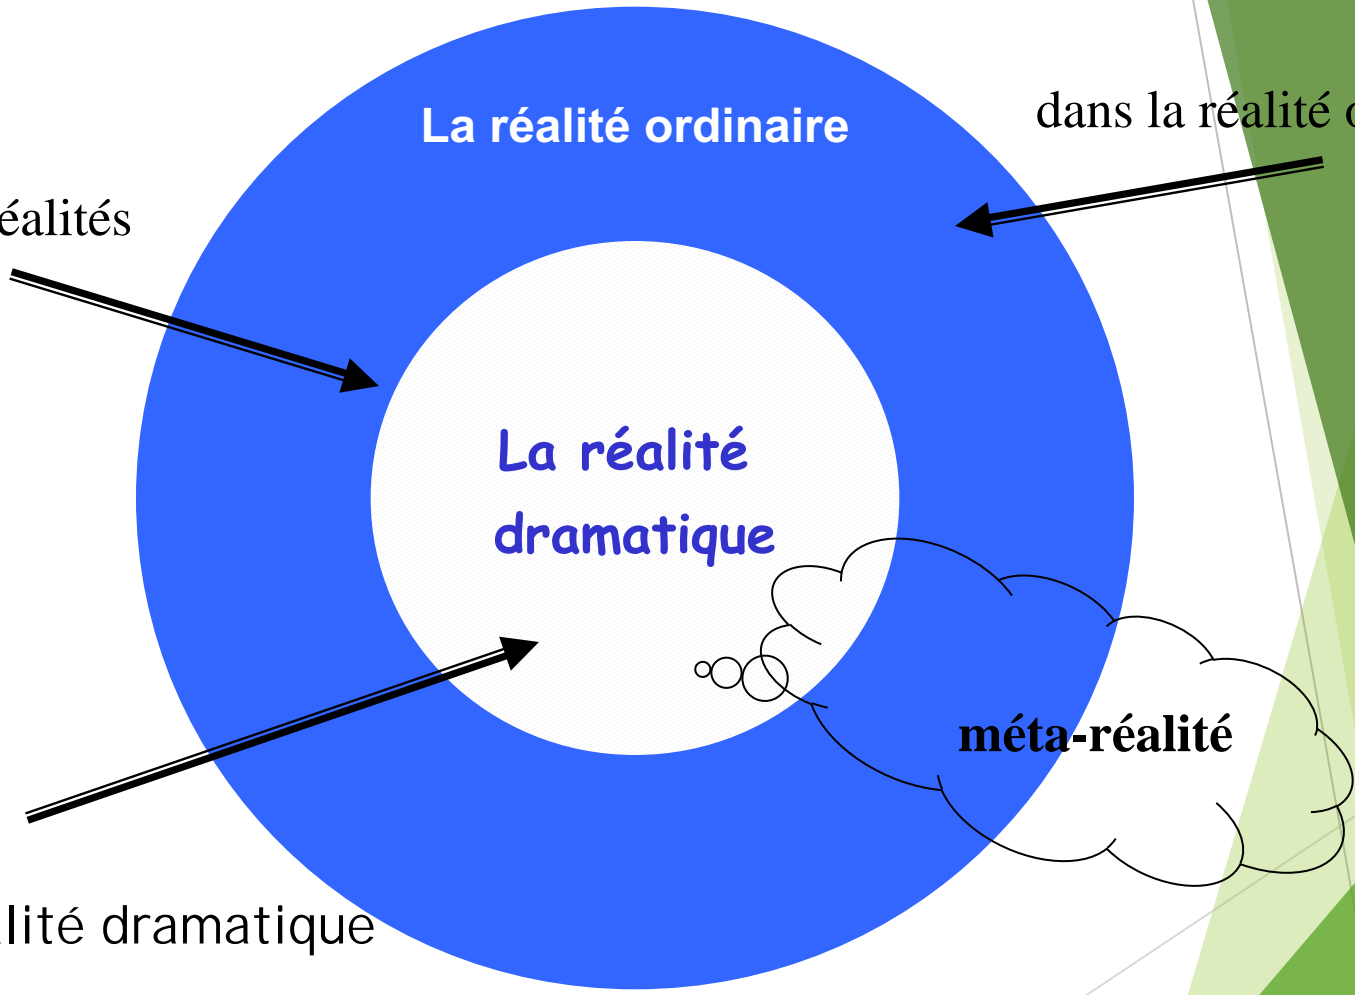 La réalité ordinaire
dans la réalité
éalités
La réalité
dramatique
méta-réalité
lité dramatique